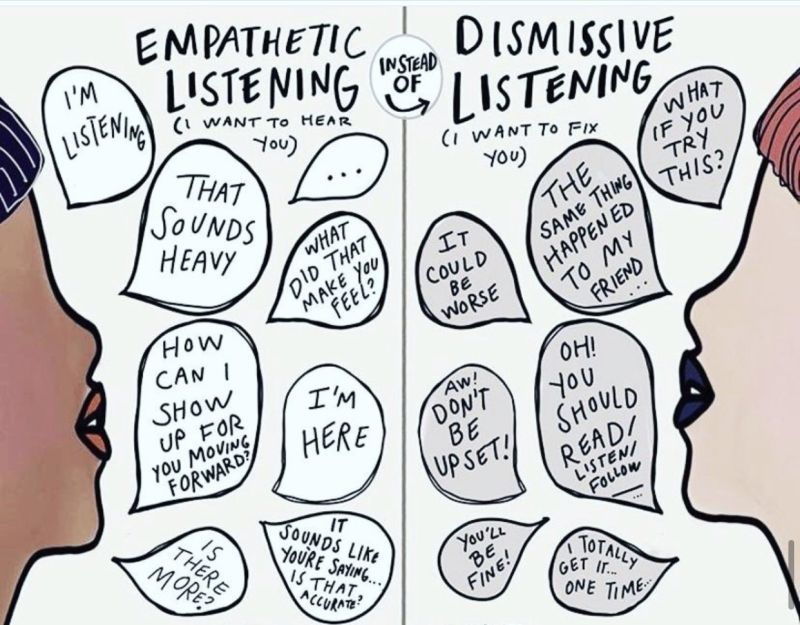 EMPATHETIC
LISTENING
(I WANT TO HEAR
YOU)
INSTEAD
OF
DISMISSIVE
LISTENING
(I WANT TO FIX
YOU)
I'M
LISTENING
THAT
SOUNDS
HEAVY
...
WHAT
DID THAT
MAKE YOU
FEEL?
HOW
CAN I
SHOW
UP FOR
YOU MOVING
FORWARD?
I'M
HERE
IS
THERE
MORE?
IT
SOUNDS LIKE
YOU'RE SAYING...
IS THAT
ACCURATE?
WHAT
IF YOU
TRY
THIS?
THE
SAME THING
HAPPENED
TO MY
FRIEND...
IT
COULD
BE
WORSE
AW!
DON'T
BE
UPSET!
OH!
YOU
SHOULD
READ/
LISTEN/
FOLLOW
___...
YOU'LL
BE
FINE!
I TOTALLY
GET IT...
ONE TIME...